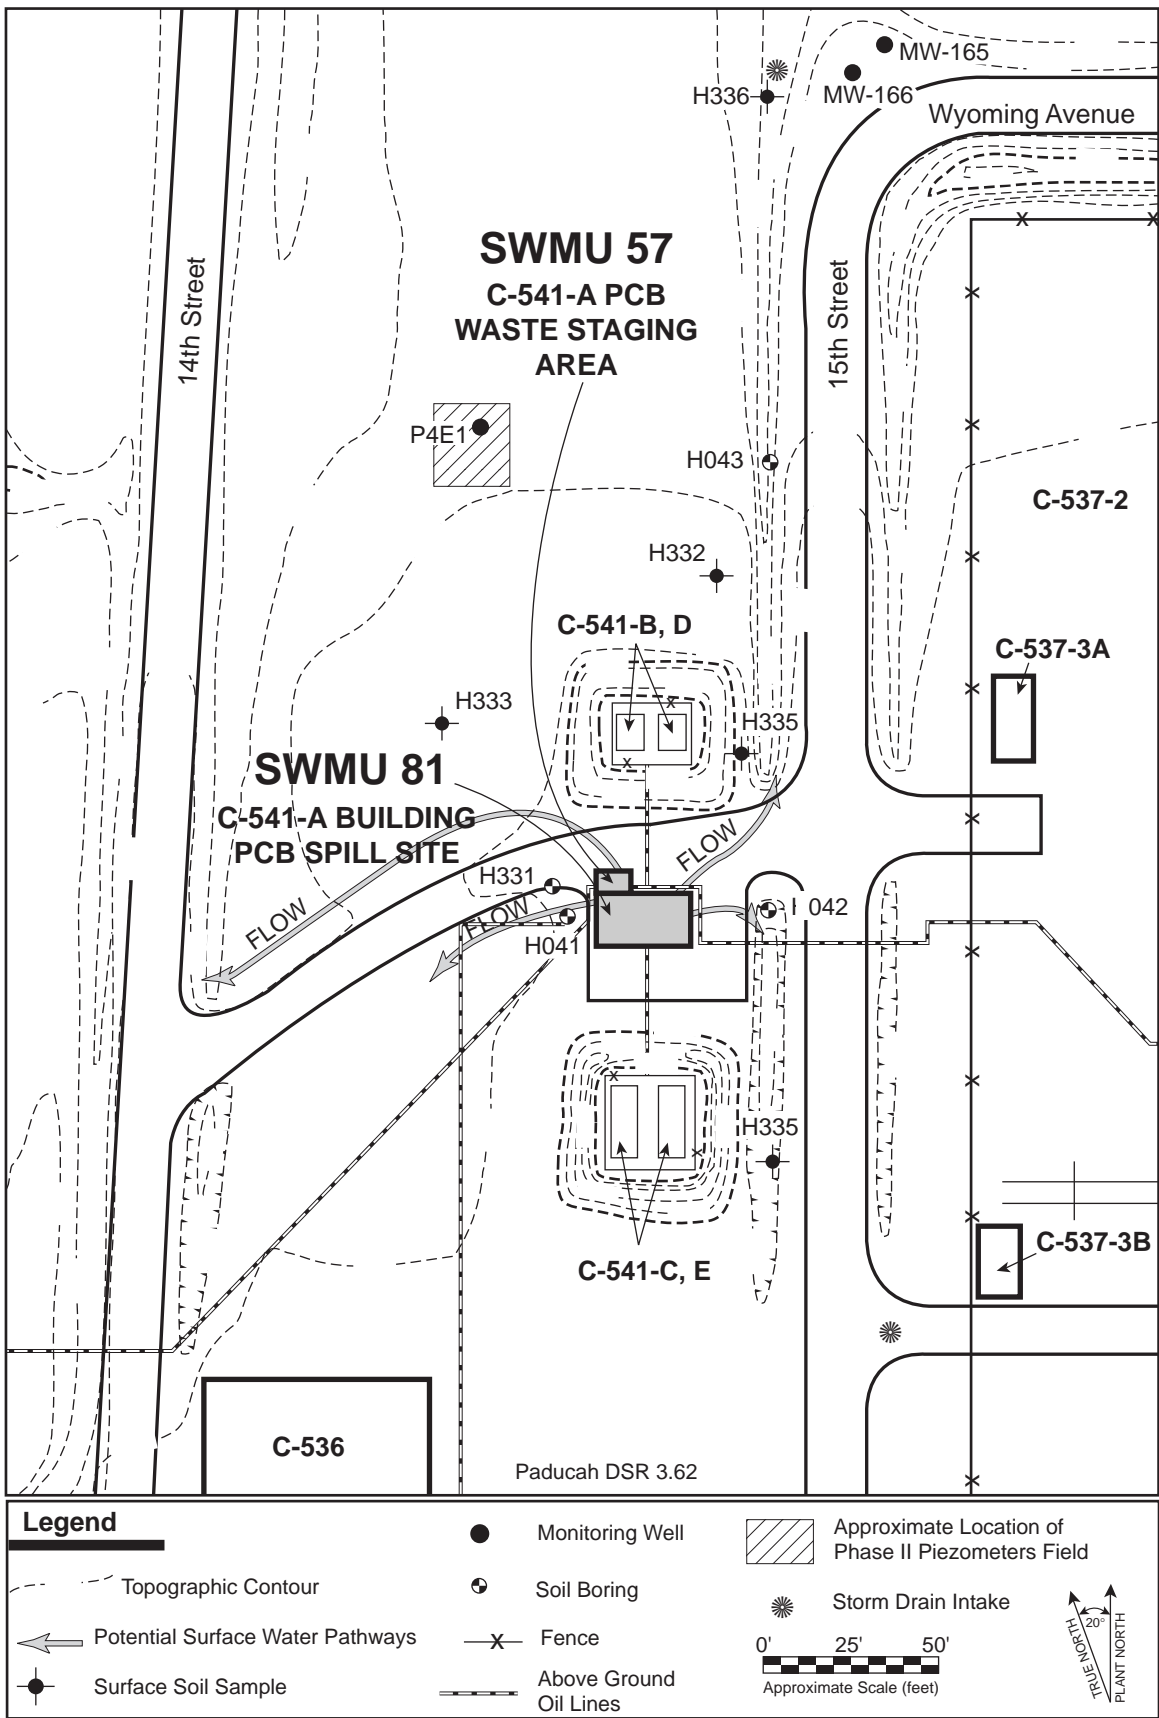 MW-165
H336
MW-166
Wyoming Avenue
SWMU 57
C-541-A PCB
WASTE STAGING
AREA
14th Street
15th Street
P4E1
H043
C-537-2
H332
C-541-B, D
C-537-3A
H333
x
H335
x
SWMU 81
C-541-A BUILDING
PCB SPILL SITE
FLOW
H331
FLOW
FLOW
042
H041
x
H335
x
C-537-3B
C-541-C, E
C-536
Paducah DSR 3.62
x
x
x
x
x
x
x
x
x
x
x
Legend
Topographic Contour
Potential Surface Water Pathways
Surface Soil Sample
Monitoring Well
Soil Boring
x Fence
Above Ground
Oil Lines
Approximate Location of
Phase II Piezometers Field
Storm Drain Intake
0' 25' 50'
Approximate Scale (feet)
TRUE NORTH
20°
PLANT NORTH